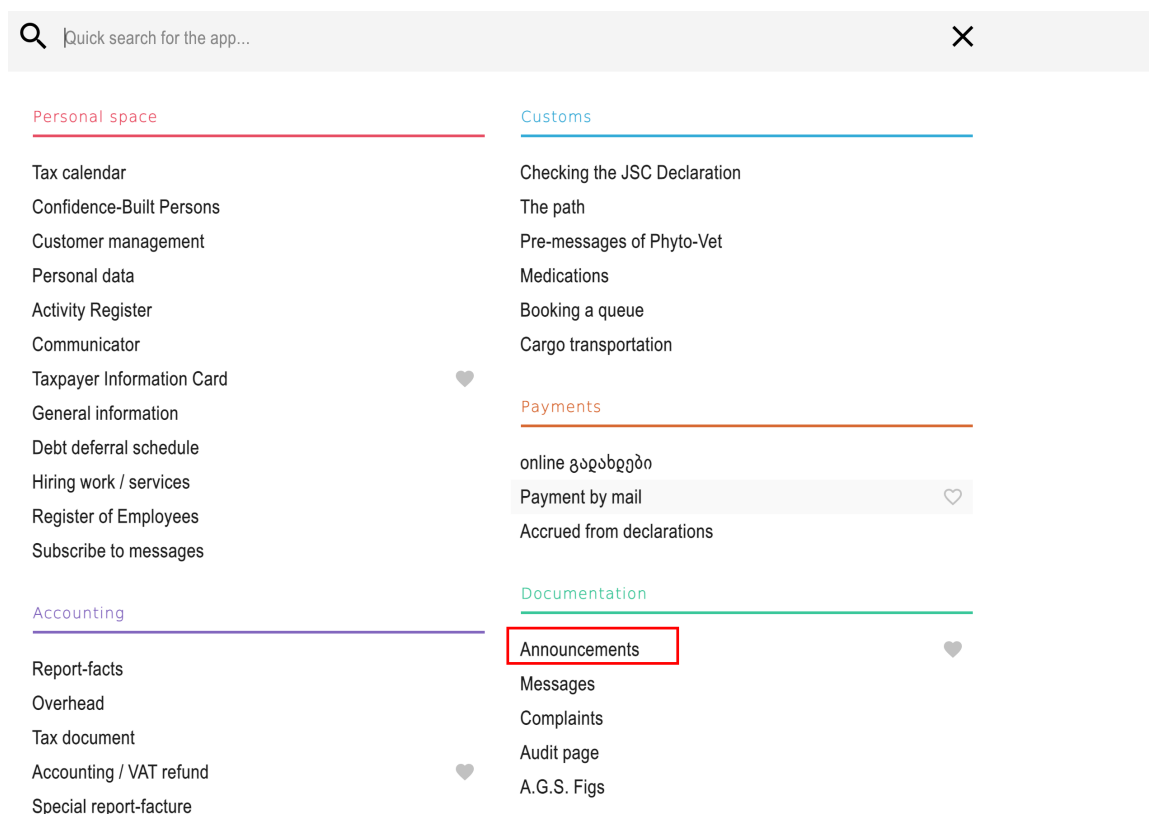 Quick search for the app...
Personal space
Tax calendar
Confidence-Built Persons
Customer management
Personal data
Activity Register
Communicator
Taxpayer Information Card
General information
Debt deferral schedule
Hiring work / services
Register of Employees
Subscribe to messages
Accounting
Report-facts
Overhead
Tax document
Accounting / VAT refund
Special report-facture
Customs
Checking the JSC Declaration
The path
Pre-messages of Phyto-Vet
Medications
Booking a queue
Cargo transportation
Payments
online გადახდები
Payment by mail
Accrued from declarations
Documentation
Announcements
Messages
Complaints
Audit page
A.G.S. Figs